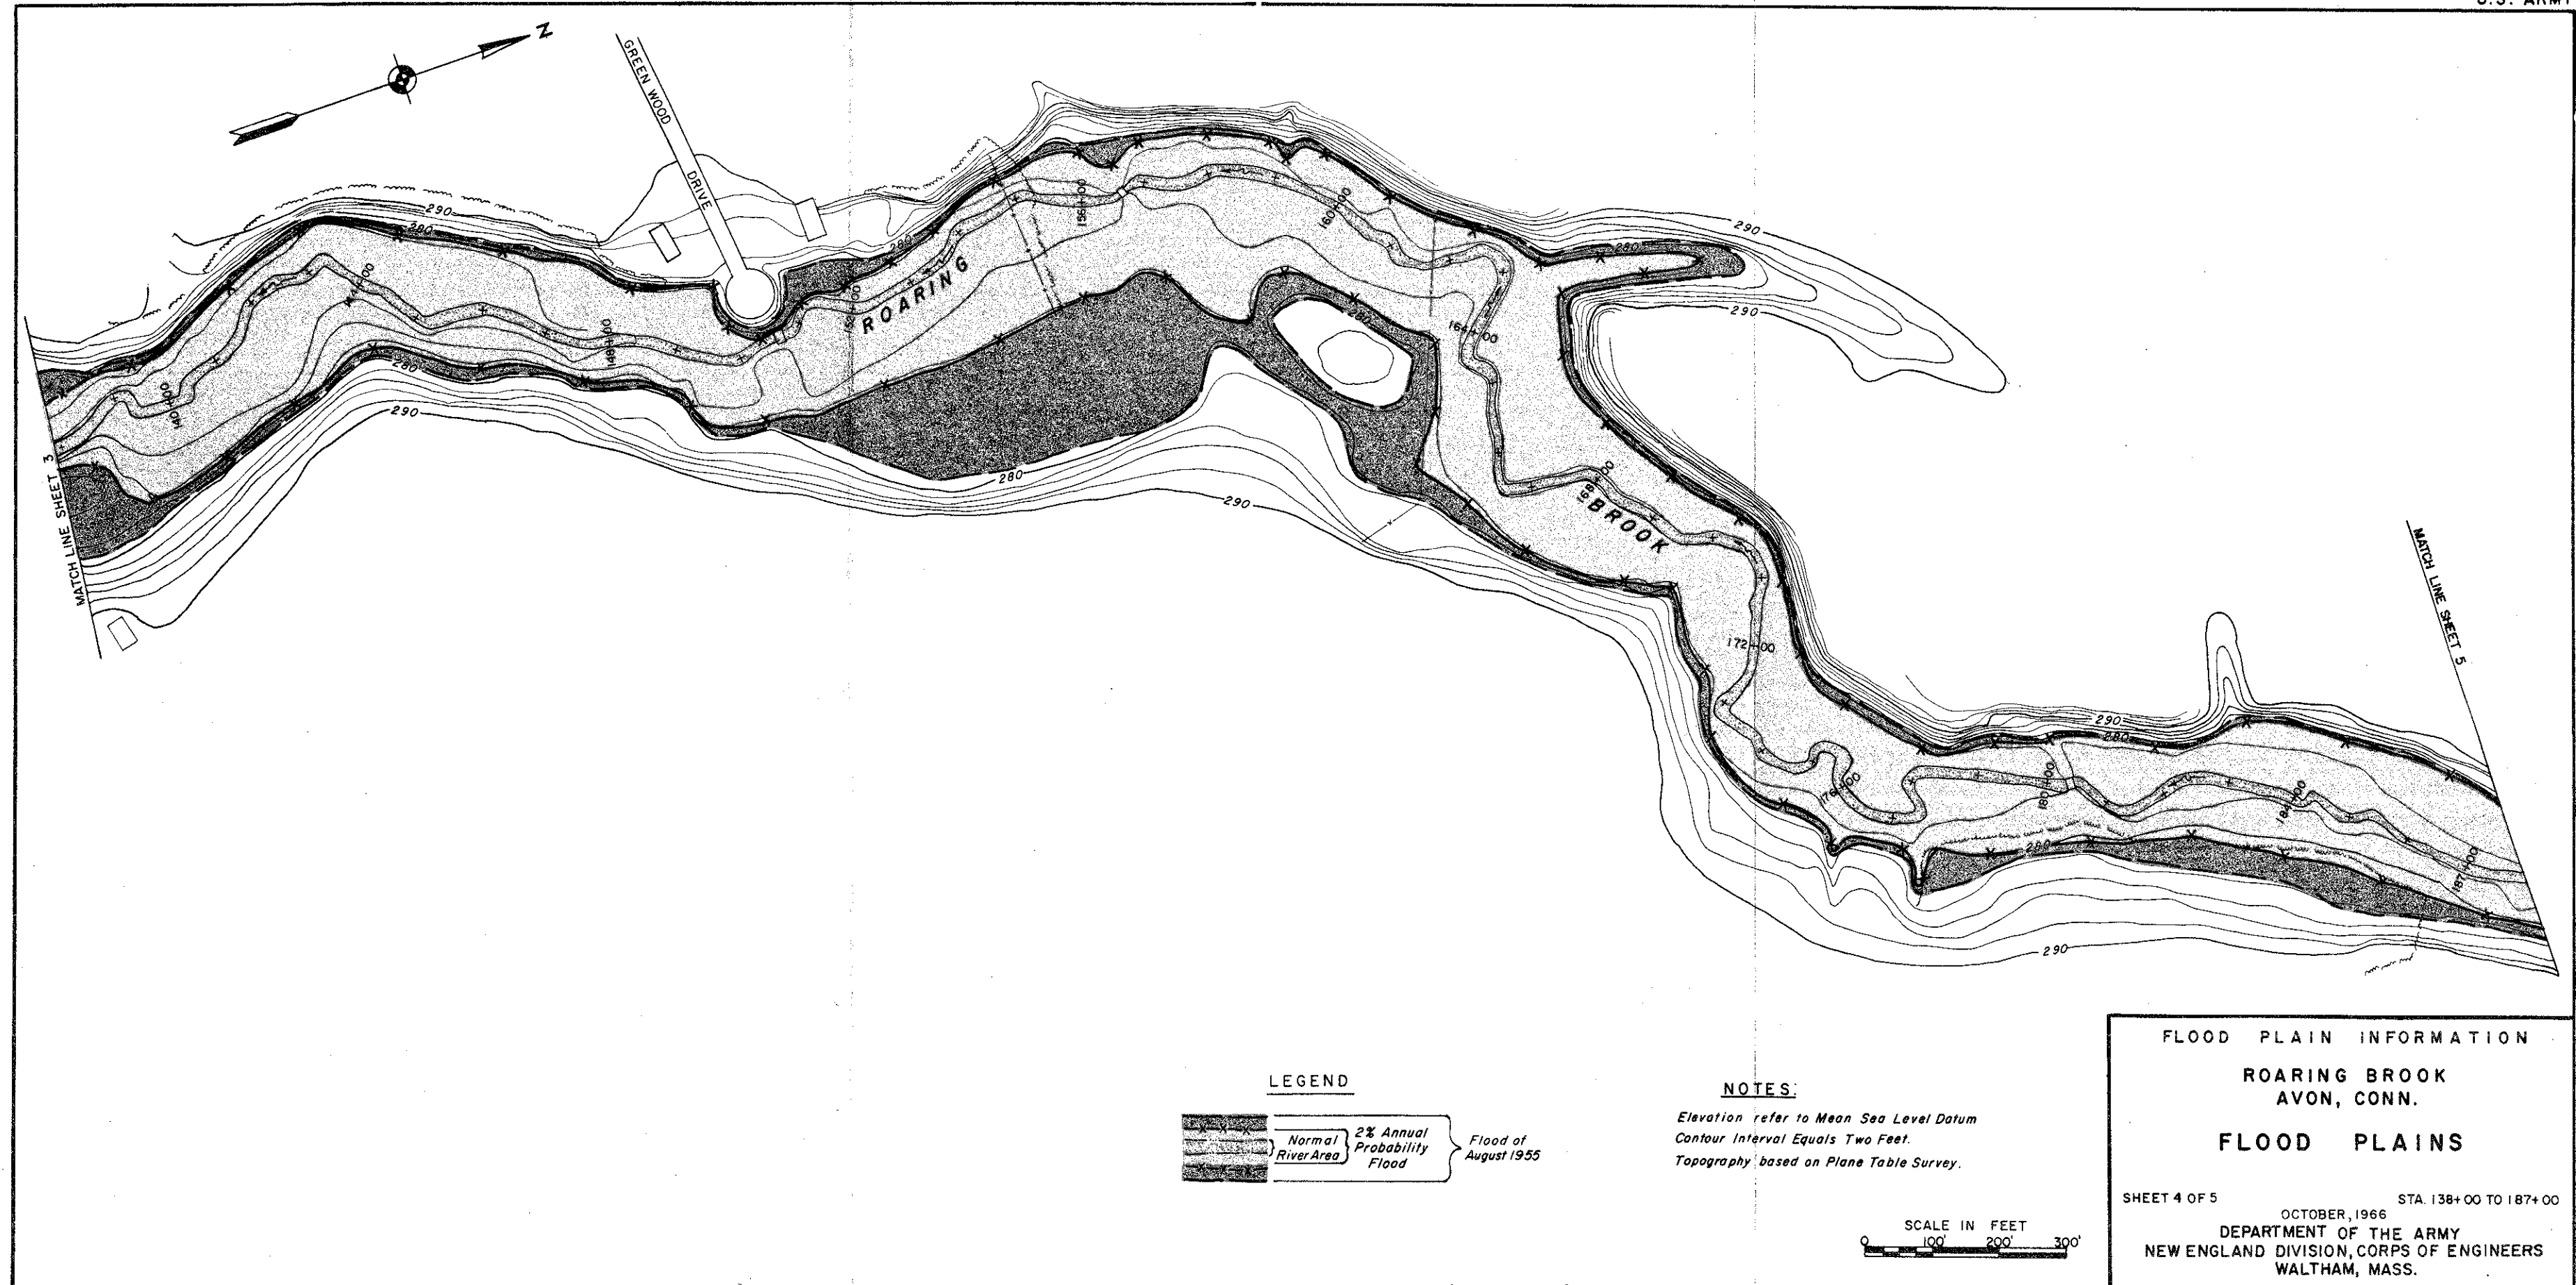 U.S. ARMY
N
GREEN WOOD
DRIVE
290
280
280
290
290
280
290
280
140+00
148+00
152+00
156+00
160+00
ROARING
280
280
290
280
290
164+00
168+00
BROOK
172+00
176+00
180+00
184+00
187+00
290
280
280
290
MATCH LINE SHEET 3
MATCH LINE SHEET 5
LEGEND
Normal
River Area
2% Annual
Probability
Flood
Flood of
August 1955
NOTES:
Elevation refer to Mean Sea Level Datum
Contour Interval Equals Two Feet.
Topography based on Plane Table Survey.
SCALE IN FEET
0 100' 200' 300'
FLOOD PLAIN INFORMATION
ROARING BROOK
AVON, CONN.
FLOOD PLAINS
SHEET 4 OF 5 STA. 138+00 TO 187+00
OCTOBER, 1966
DEPARTMENT OF THE ARMY
NEW ENGLAND DIVISION, CORPS OF ENGINEERS
WALTHAM, MASS.